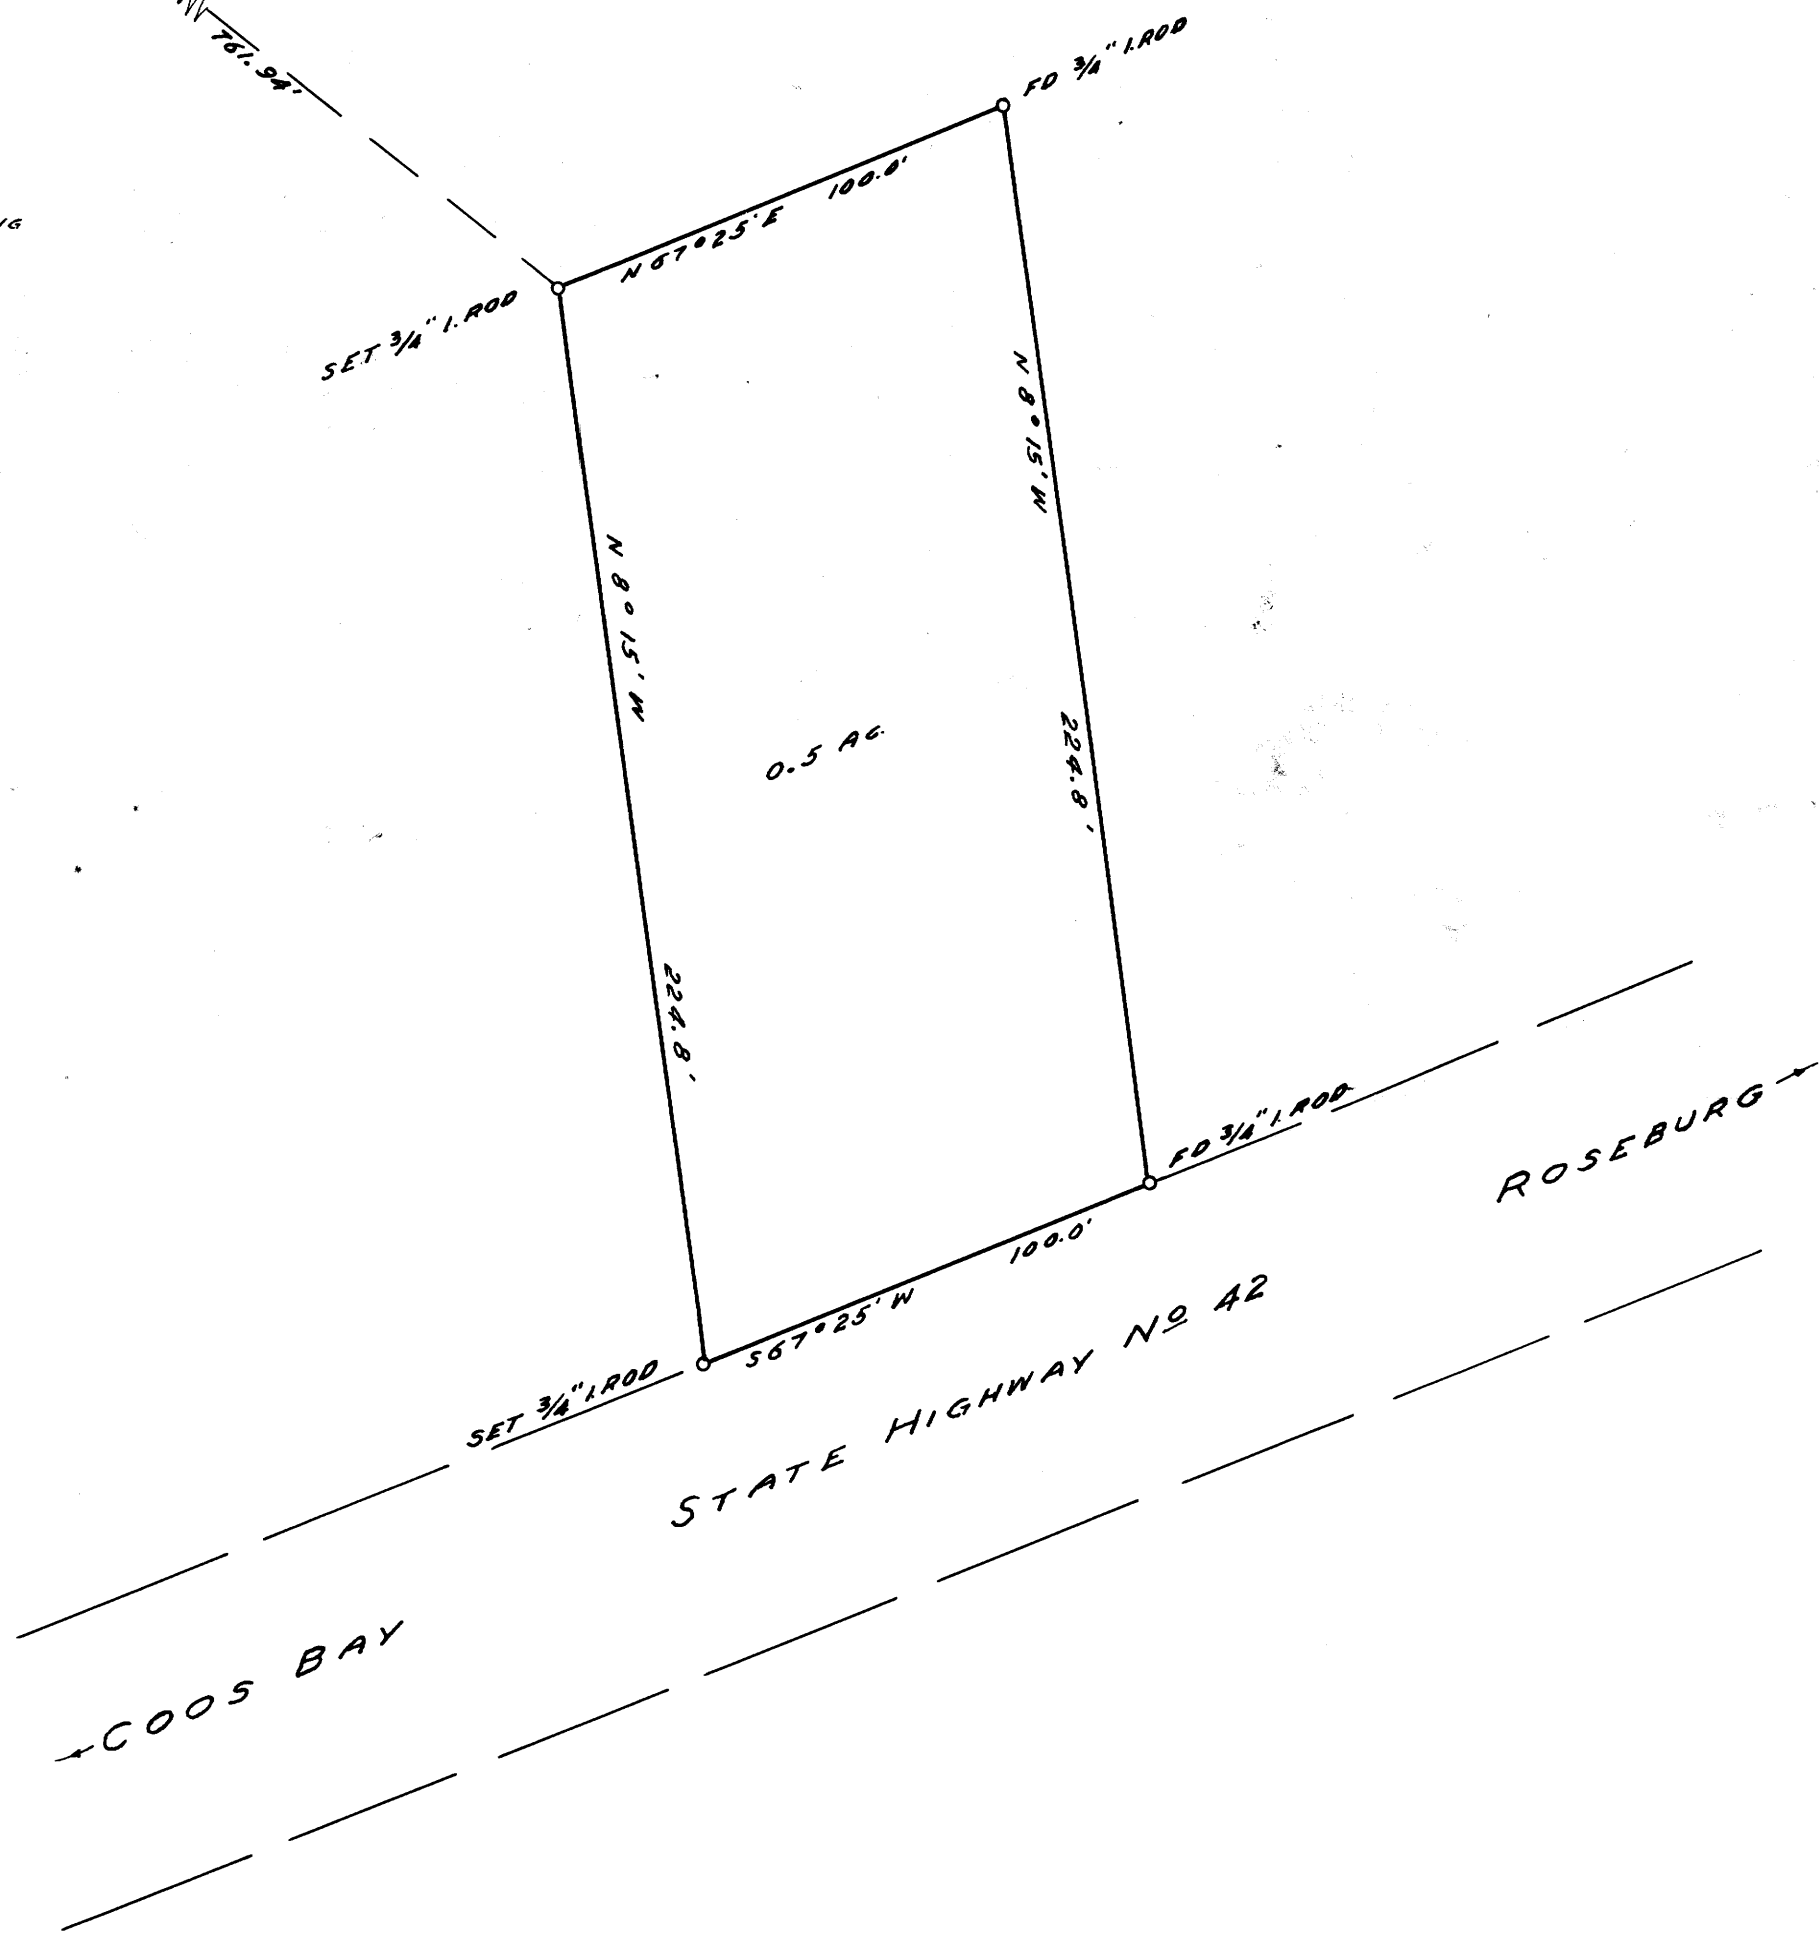 761.94'
FD 3/4" I. ROD
100.0'
N 67° 25' E
SET 3/4" I. ROD
N 8° 15' W
N 8° 15' W
0.5 AC.
224.8'
224.8'
FD 3/4" I. ROD
ROSEBURG
100.0'
S 67° 25' W
SET 3/4" I. ROD
STATE HIGHWAY No 42
COOS BAY